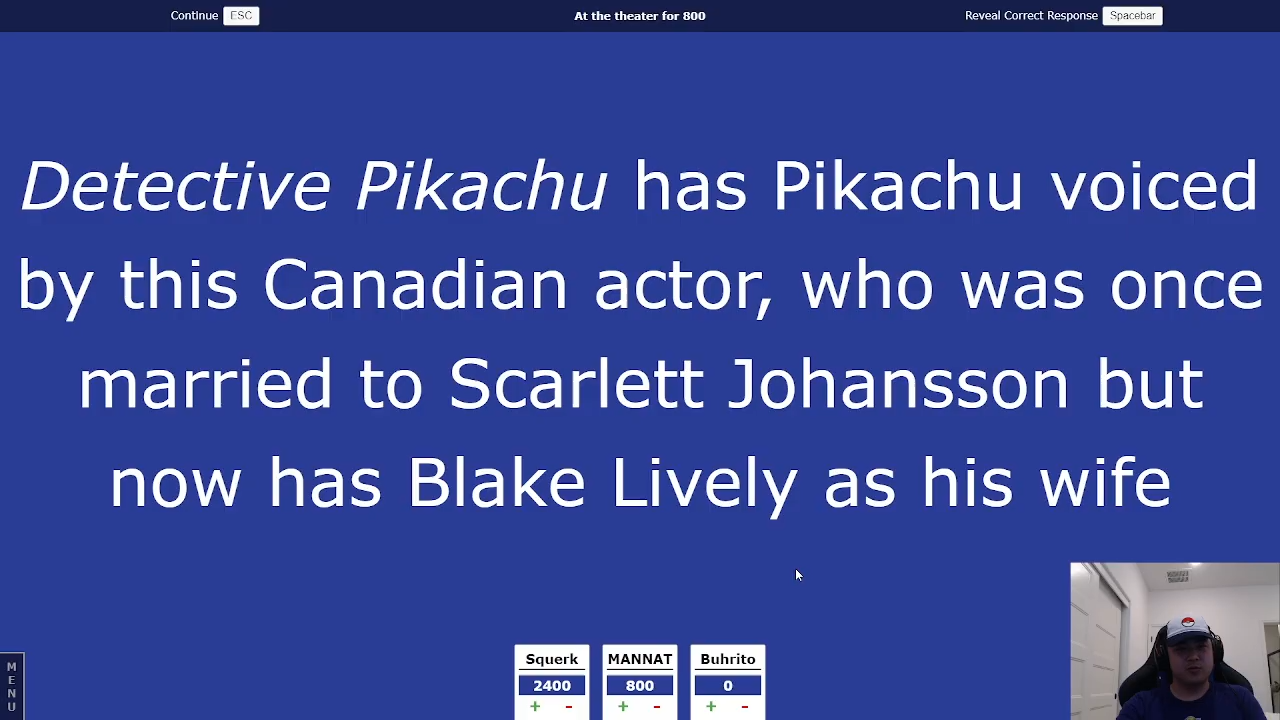 Continue ESC
At the theater for 800
Reveal Correct Response Spacebar
Detective Pikachu has Pikachu voiced
by this Canadian actor, who was once
married to Scarlett Johansson but
now has Blake Lively as his wife
MENU
Squerk
2400
+ -
MANNAT
800
+ -
Buhrito
0
+ -